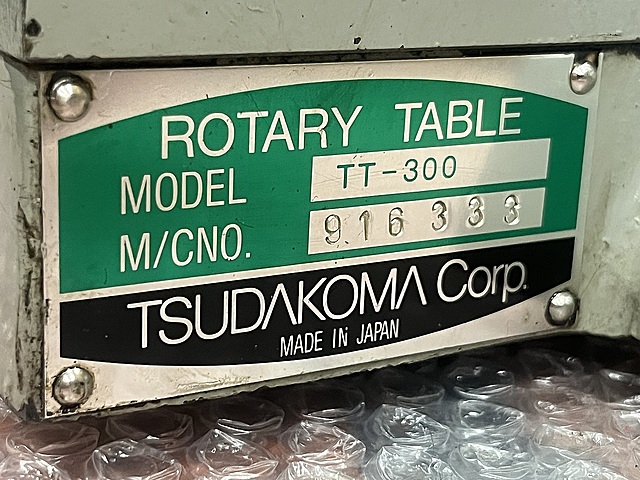 ROTARY TABLE
MODEL TT-300
M/CNO. 916333
TSUDAKOMA Corp.
MADE IN JAPAN